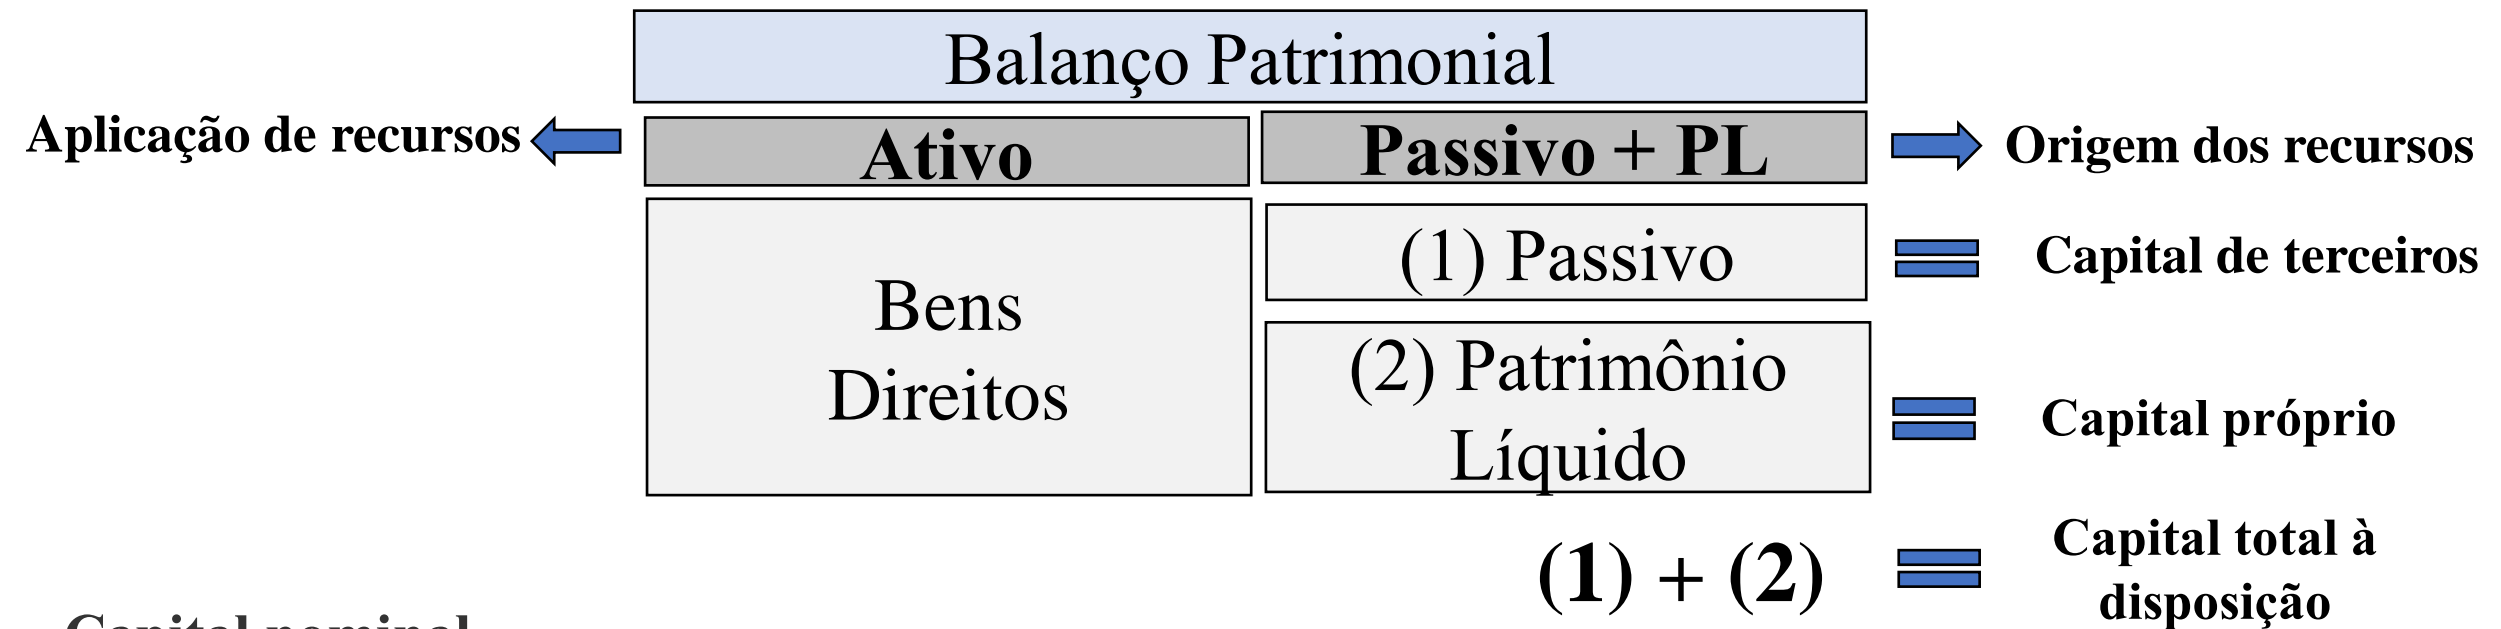 Balanço Patrimonial
Aplicação de recursos
Ativo
Passivo + PL
Origem dos recursos
Bens
Direitos
(1) Passivo
Capital de terceiros
(2) Patrimônio
Líquido
Capital próprio
(1) + (2)
Capital total à
disposição